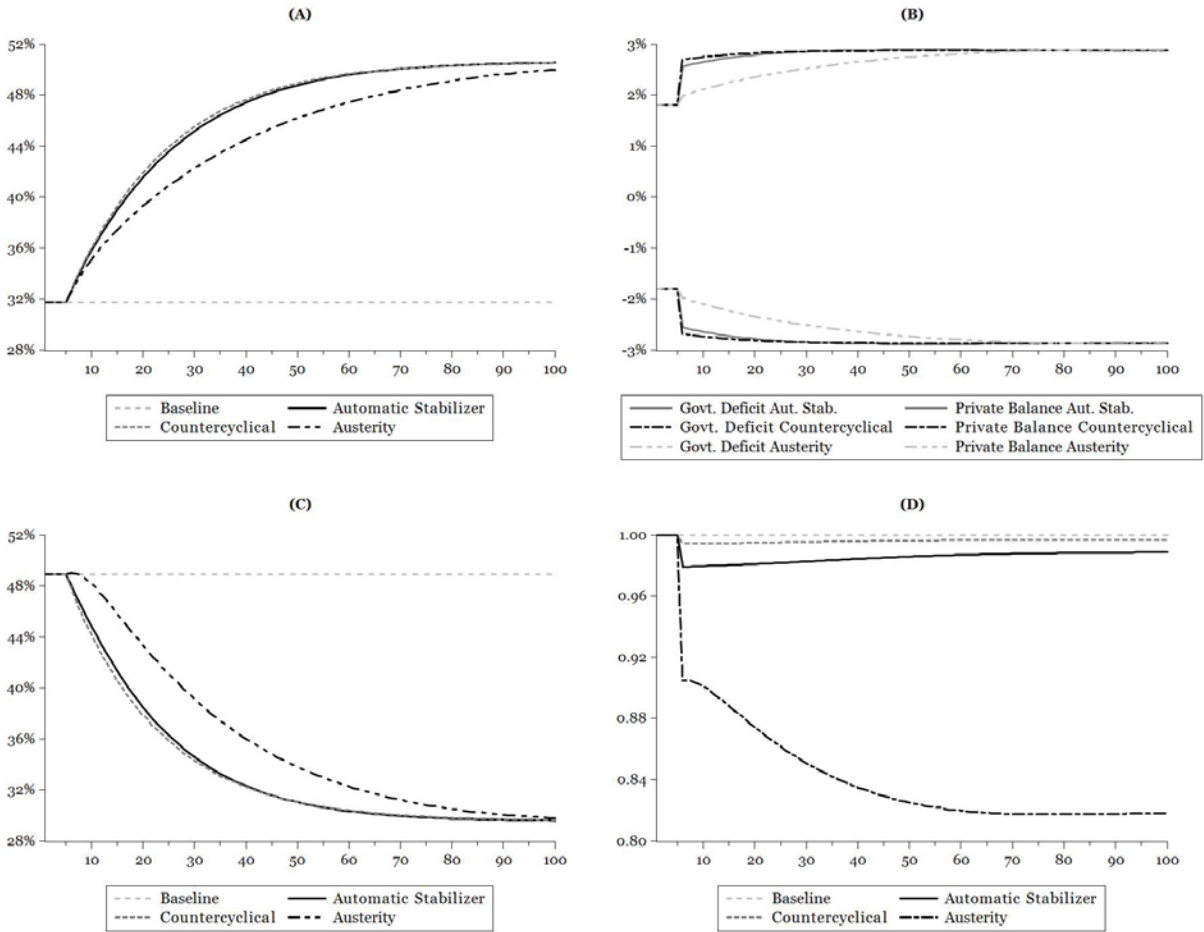 (A)
52%
48%
44%
40%
36%
32%
28%
10 20 30 40 50 60 70 80 90 100
Baseline Automatic Stabilizer
Countercyclical Austerity
(B)
3%
2%
1%
0%
-1%
-2%
-3%
10 20 30 40 50 60 70 80 90 100
Govt. Deficit Aut. Stab. Private Balance Aut. Stab.
Govt. Deficit Countercyclical Private Balance Countercyclical
Govt. Deficit Austerity Private Balance Austerity
(C)
52%
48%
44%
40%
36%
32%
28%
10 20 30 40 50 60 70 80 90 100
Baseline Automatic Stabilizer
Countercyclical Austerity
(D)
1.00
0.96
0.92
0.88
0.84
0.80
10 20 30 40 50 60 70 80 90 100
Baseline Automatic Stabilizer
Countercyclical Austerity